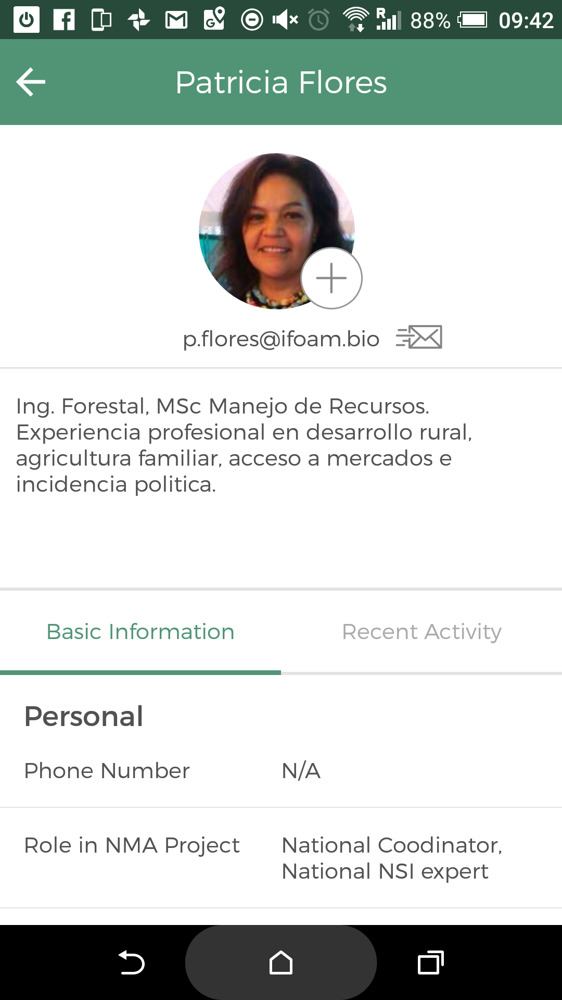 R 88% 09:42
Patricia Flores
p.flores@ifoam.bio
Ing. Forestal, MSc Manejo de Recursos.
Experiencia profesional en desarrollo rural,
agricultura familiar, acceso a mercados e
incidencia politica.
Basic Information Recent Activity
Personal
Phone Number N/A
Role in NMA Project National Coodinator,
National NSI expert